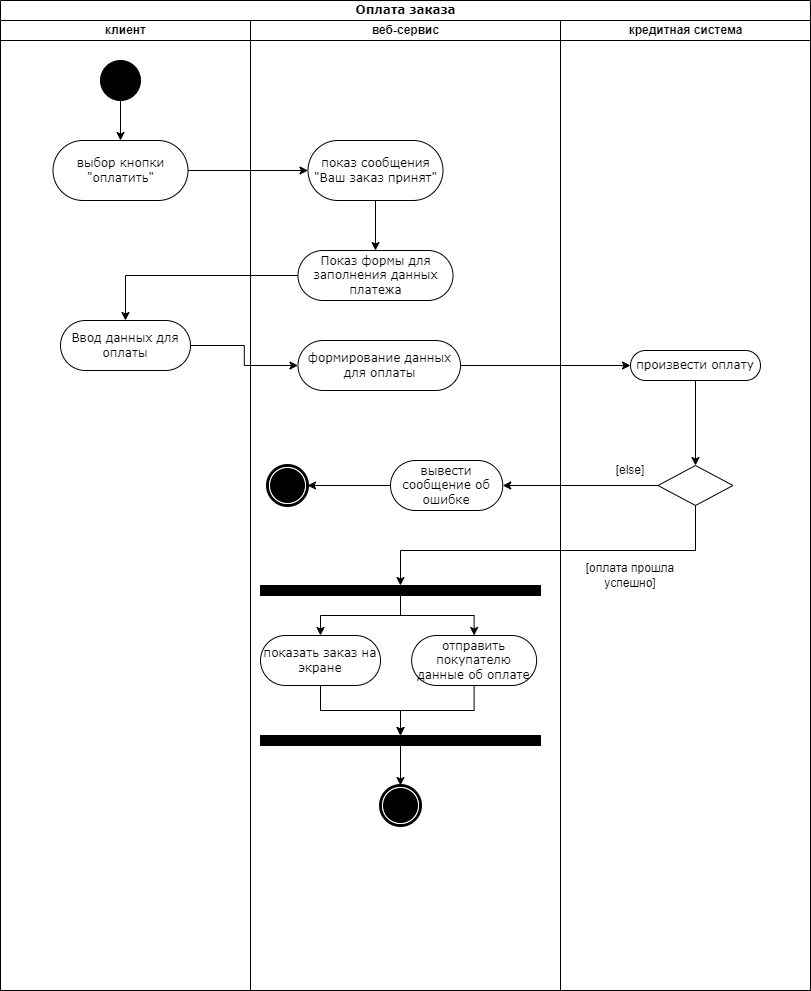 Оплата заказа
клиент
веб-сервис
кредитная система
выбор кнопки
"оплатить"
показ сообщения
"Ваш заказ принят"
Показ формы для
заполнения данных
платежа
Ввод данных для
оплаты
формирование данных
для оплаты
произвести оплату
[else]
вывести
сообщение об
ошибке
[оплата прошла
успешно]
показать заказ на
экране
отправить
покупателю
данные об оплате